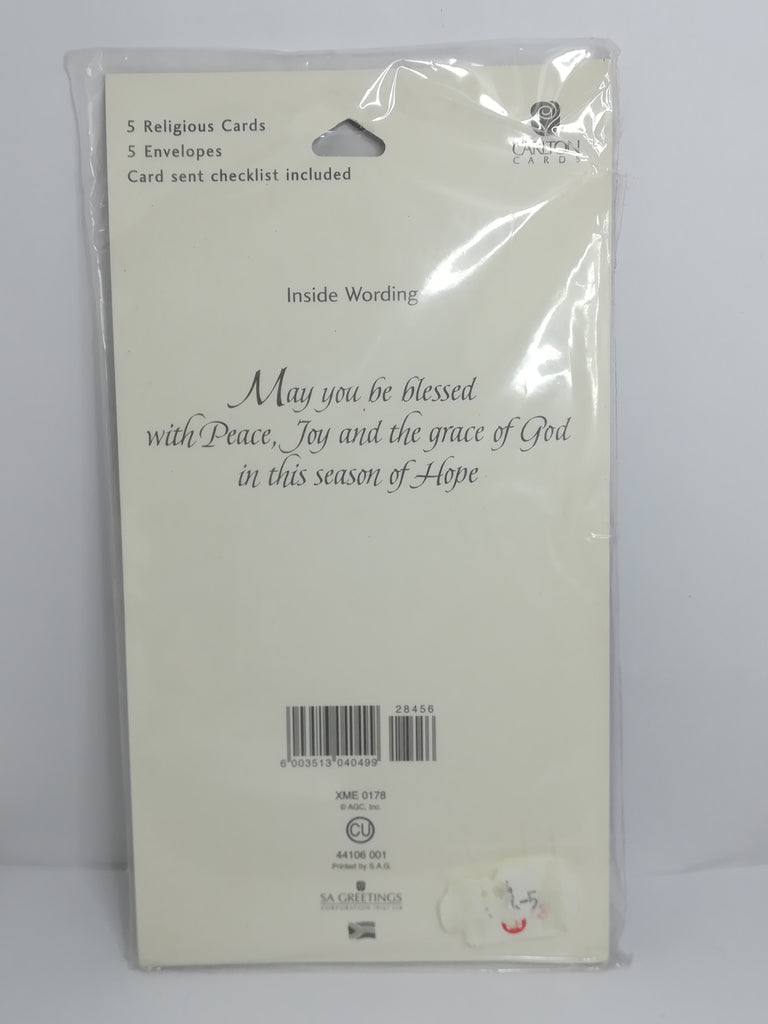 5 Religious Cards
5 Envelopes
Card sent checklist included
CARLTON
CARDS
Inside Wording
May you be blessed
with Peace, Joy and the grace of God
in this season of Hope
28456
6 003513 040499
XME 0178
© AGC, Inc.
CU
44106 001
Printed by S.A.G.
SA GREETINGS